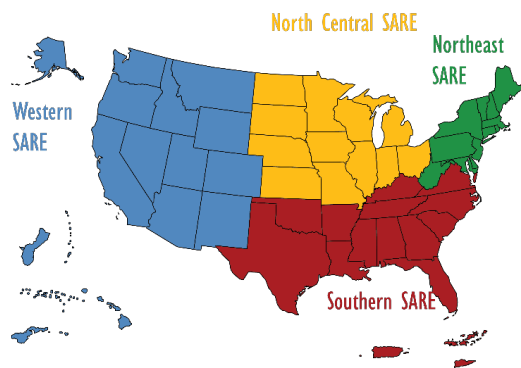 North Central SARE
Northeast
SARE
Western
SARE
Southern SARE